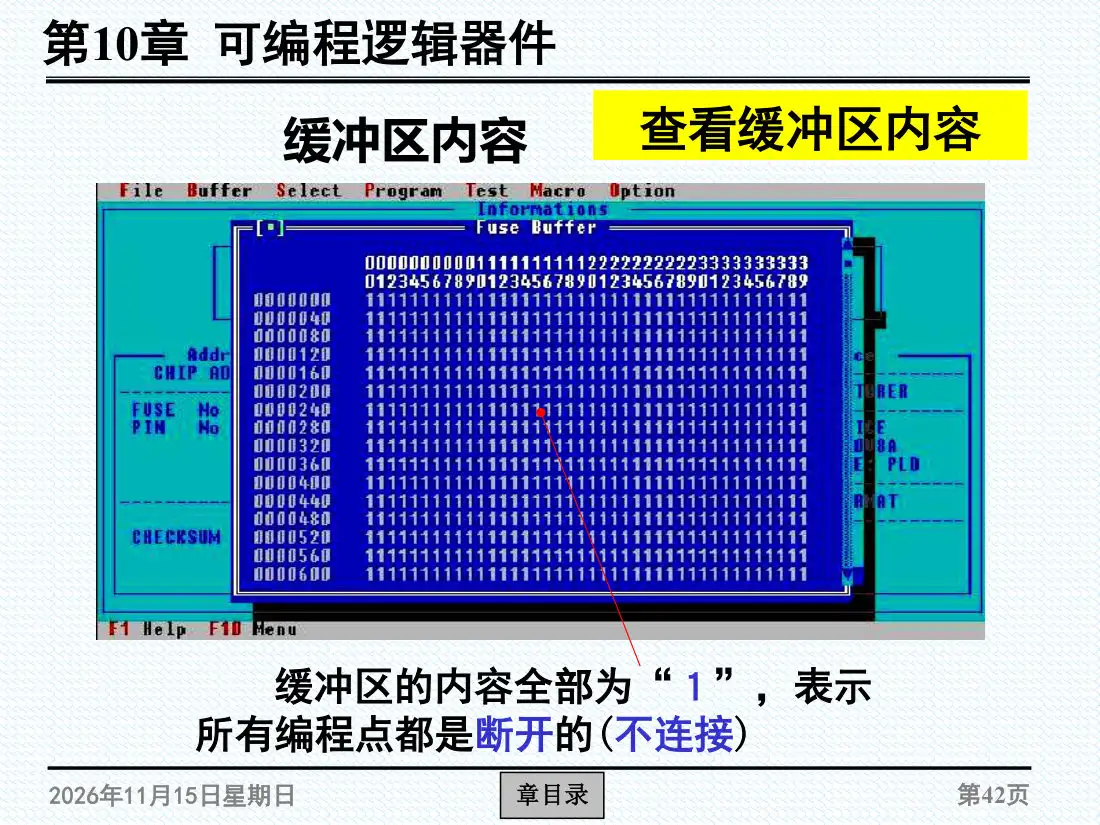 第10章 可编程逻辑器件
缓冲区内容
查看缓冲区内容
File Buffer Select Program Test Macro Option
Informations
Fuse Buffer
0000000000111111111122222222223333333333
0123456789012345678901234567890123456789
0000000 1111111111111111111111111111111111111111
0000040 1111111111111111111111111111111111111111
0000080 1111111111111111111111111111111111111111
0000120 1111111111111111111111111111111111111111
0000160 1111111111111111111111111111111111111111
0000200 1111111111111111111111111111111111111111
0000240 1111111111111111111111111111111111111111
0000280 1111111111111111111111111111111111111111
0000320 1111111111111111111111111111111111111111
0000360 1111111111111111111111111111111111111111
0000400 1111111111111111111111111111111111111111
0000440 1111111111111111111111111111111111111111
0000480 1111111111111111111111111111111111111111
0000520 1111111111111111111111111111111111111111
0000560 1111111111111111111111111111111111111111
0000600 1111111111111111111111111111111111111111
Addr
CHIP AD
FUSE No
PIN No
CHECKSUM
ce
PLD
F1 Help F10 Menu
缓冲区的内容全部为“1”，表示
所有编程点都是断开的(不连接)
2026年11月15日星期日
章目录
第42页